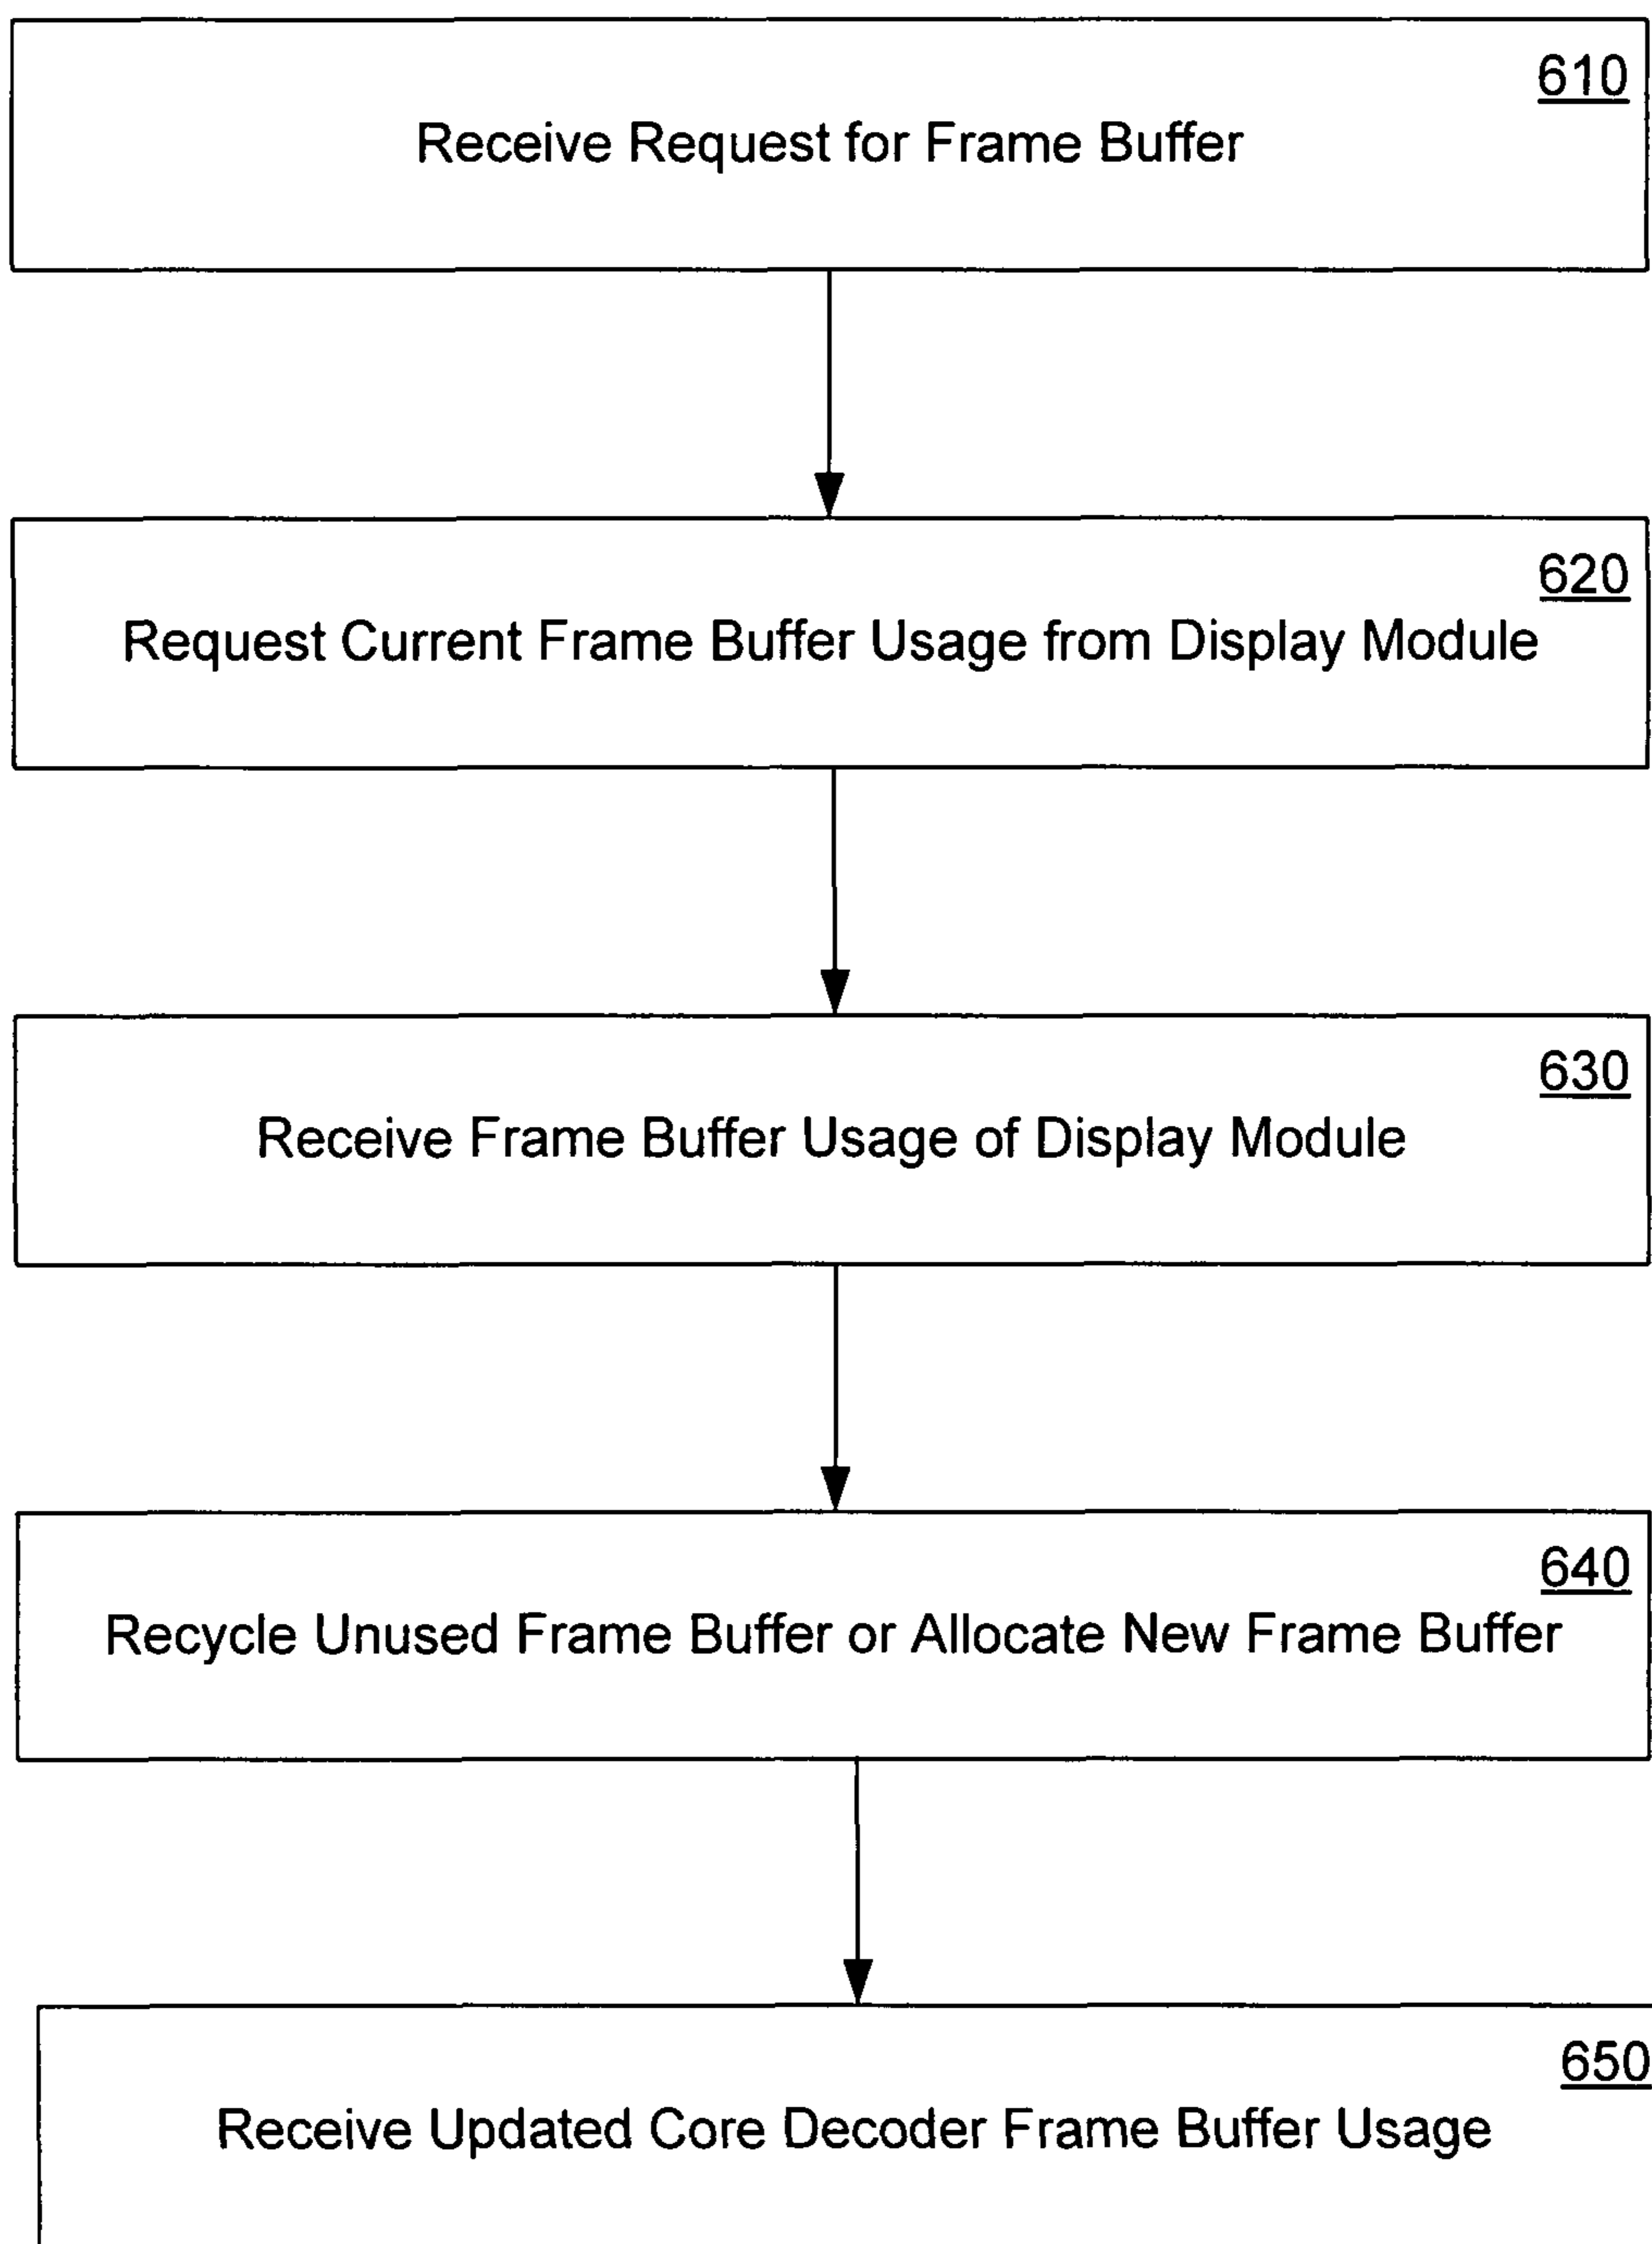 610
Receive Request for Frame Buffer
620
Request Current Frame Buffer Usage from Display Module
630
Receive Frame Buffer Usage of Display Module
640
Recycle Unused Frame Buffer or Allocate New Frame Buffer
650
Receive Updated Core Decoder Frame Buffer Usage